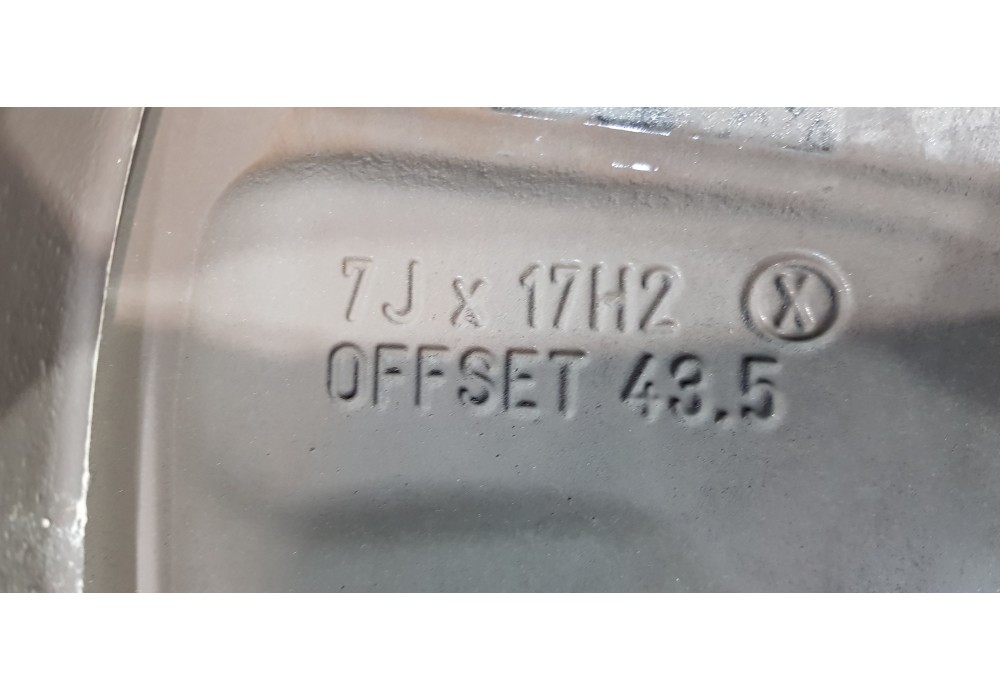 7J x 17H2 Ⓧ
OFFSET 43.5